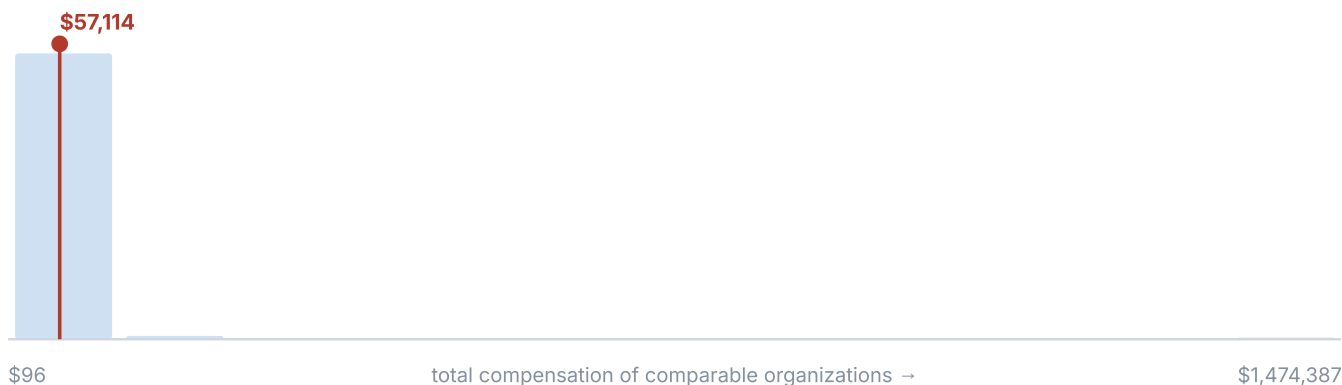 $57,114
$96 total compensation of comparable organizations → $1,474,387